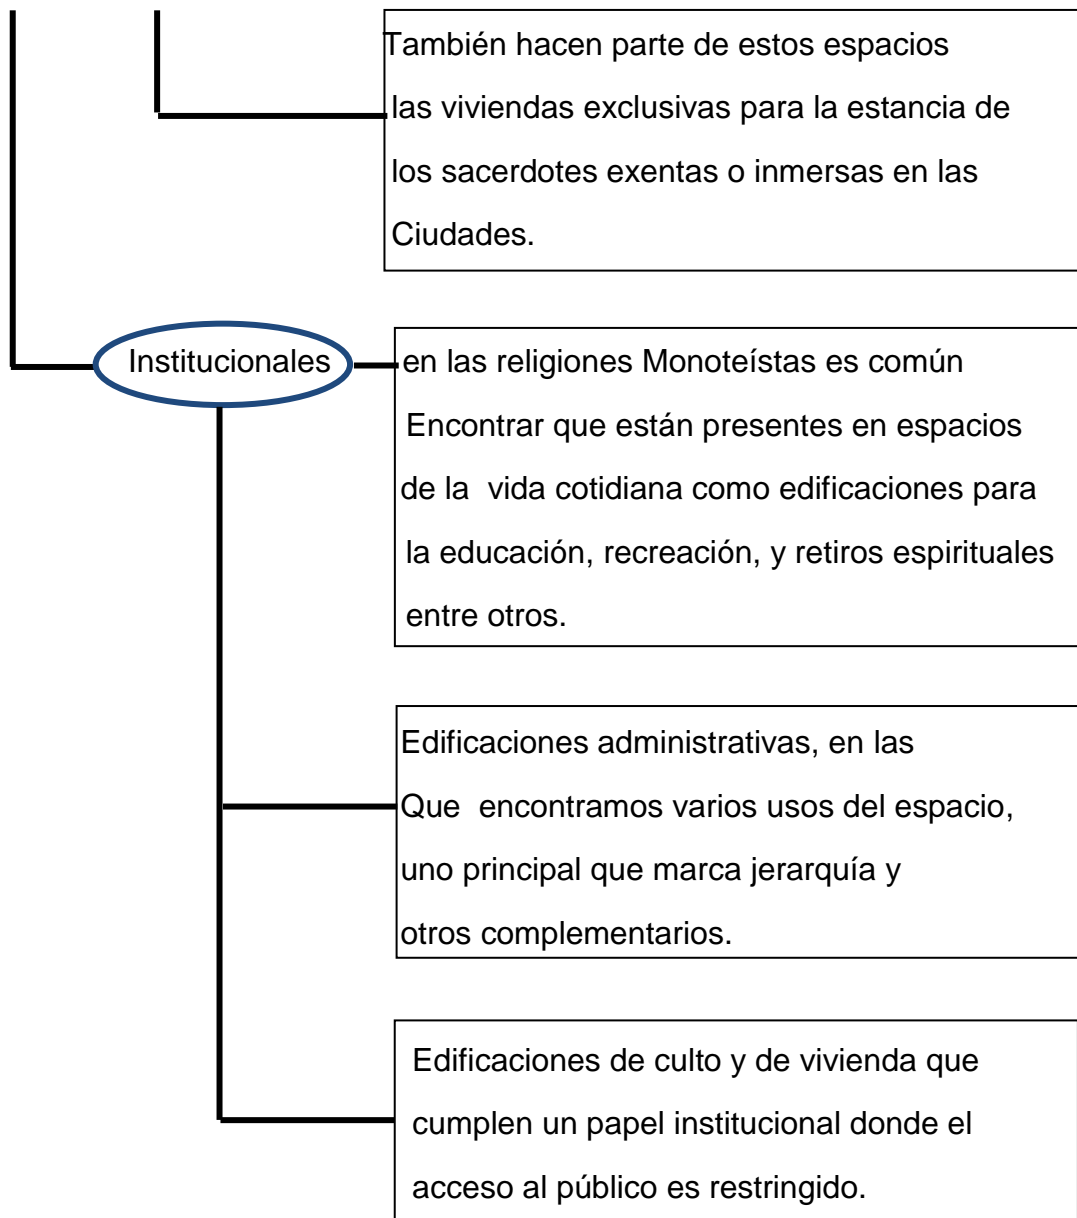 También hacen parte de estos espacios
las viviendas exclusivas para la estancia de
los sacerdotes exentas o inmersas en las
Ciudades.
Institucionales
en las religiones Monoteístas es común
Encontrar que están presentes en espacios
de la vida cotidiana como edificaciones para
la educación, recreación, y retiros espirituales
entre otros.
Edificaciones administrativas, en las
Que encontramos varios usos del espacio,
uno principal que marca jerarquía y
otros complementarios.
Edificaciones de culto y de vivienda que
cumplen un papel institucional donde el
acceso al público es restringido.